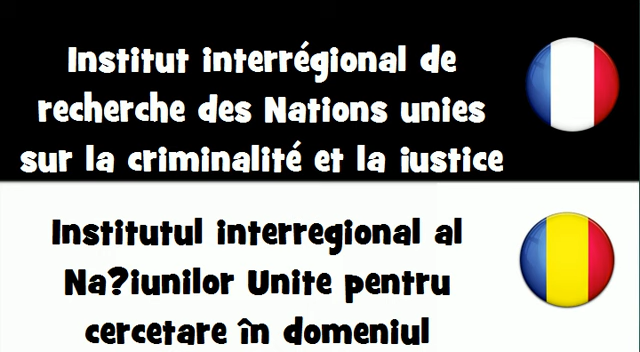 Institut interrégional de
recherche des Nations unies
sur la criminalité et la justice
Institutul interregional al
Na?iunilor Unite pentru
cercetare în domeniul